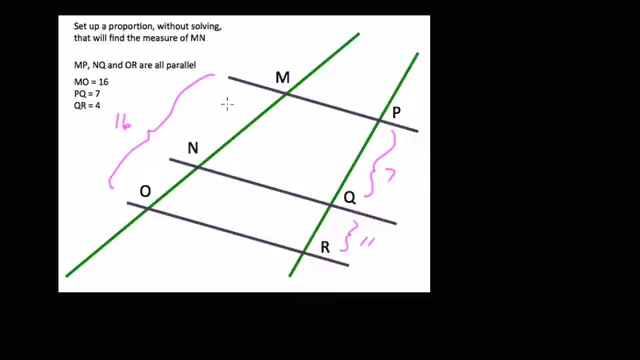 Set up a proportion, without solving,
that will find the measure of MN
MP, NQ and OR are all parallel
MO = 16
PQ = 7
QR = 4
M
16
P
N
7
O
Q
11
R